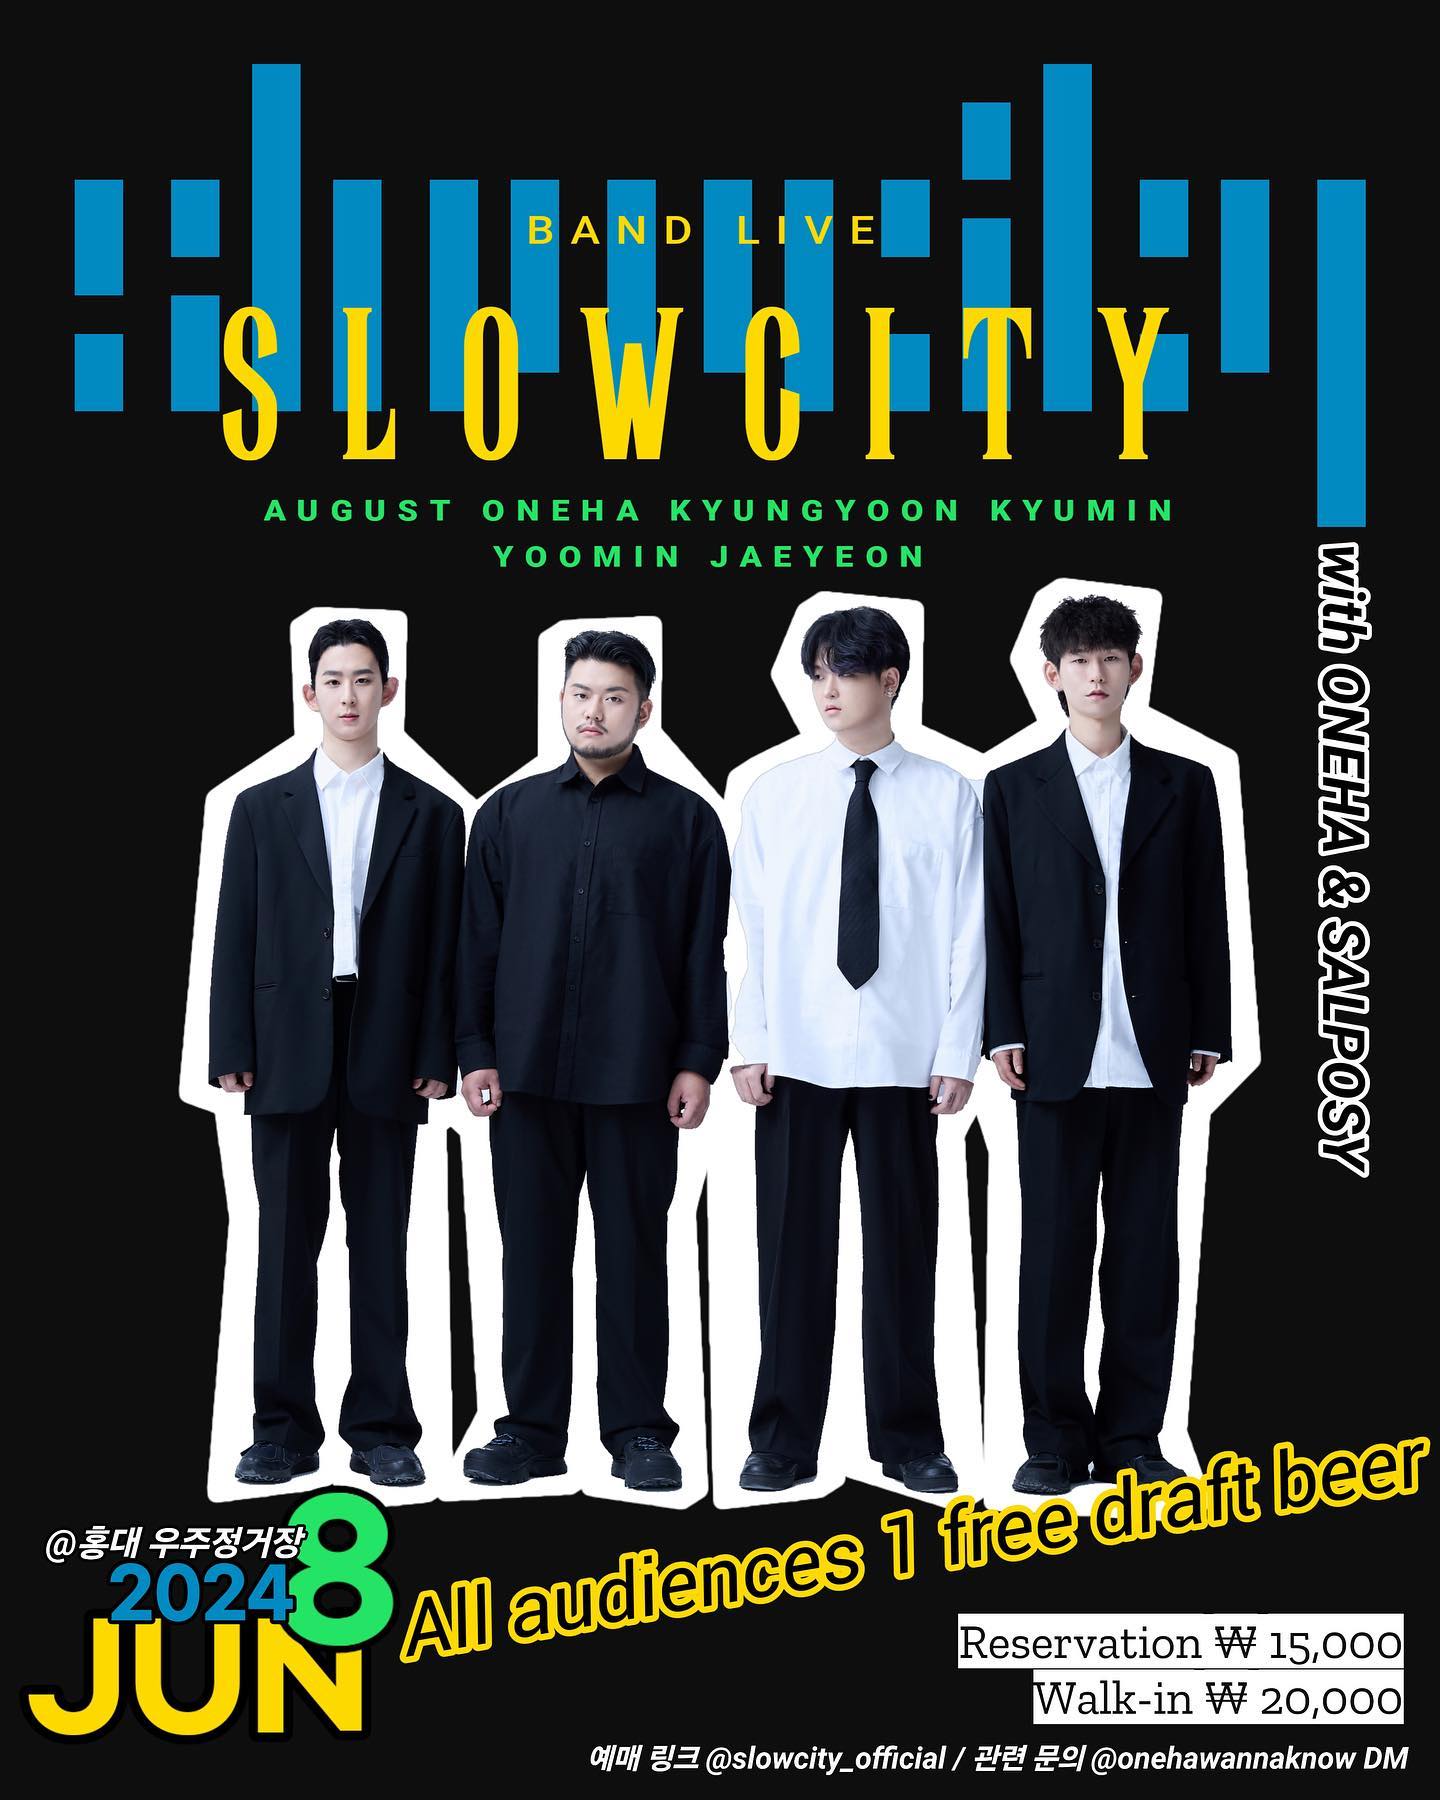 slowcity
BAND LIVE
SLOWCITY
AUGUST ONEHA KYUNGYOON KYUMIN
YOOMIN JAEYEON
with ONEHA & SALPOSY
@홍대 우주정거장
2024 8
JUN
All audiences 1 free draft beer
Reservation ₩ 15,000
Walk-in ₩ 20,000
예매 링크 @slowcity_official / 관련 문의 @onehawannaknow DM